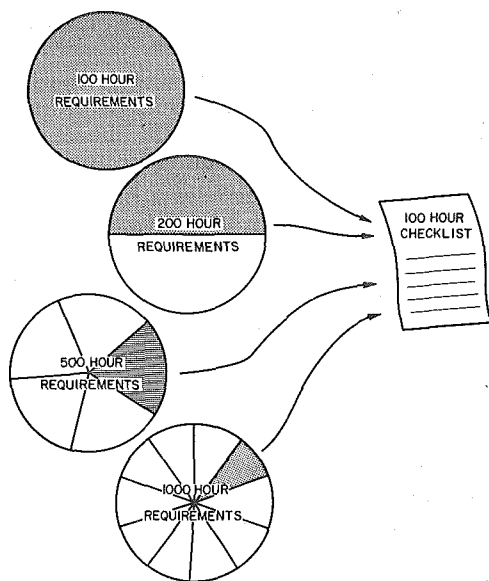 100 HOUR
REQUIREMENTS
200 HOUR
REQUIREMENTS
100 HOUR
CHECKLIST
500 HOUR
REQUIREMENTS
1000 HOUR
REQUIREMENTS